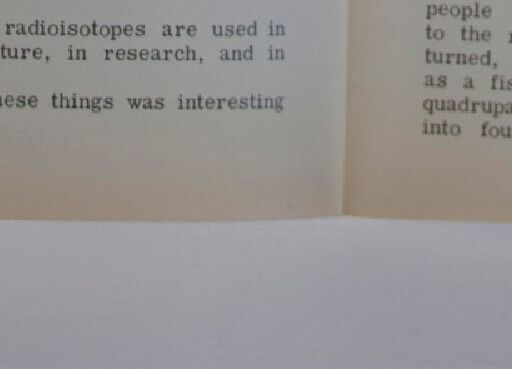 radioisotopes are used in
ture, in research, and in
ese things was interesting
people
to the
turned,
as a fis
quadrupa
into fou